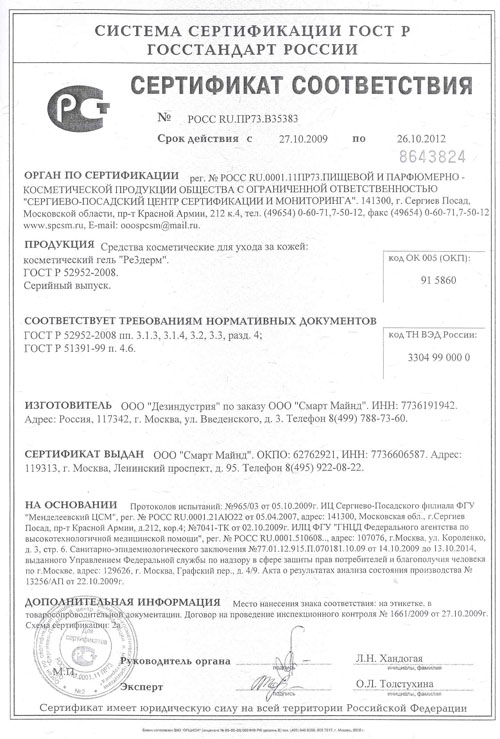 СИСТЕМА СЕРТИФИКАЦИИ ГОСТ Р
ГОССТАНДАРТ РОССИИ
СЕРТИФИКАТ СООТВЕТСТВИЯ
№ РОСС RU.ПР73.В35383
Срок действия с 27.10.2009 по 26.10.2012
8643824
ОРГАН ПО СЕРТИФИКАЦИИ рег. № РОСС RU.0001.11ПР73.ПИЩЕВОЙ И ПАРФЮМЕРНО -
КОСМЕТИЧЕСКОЙ ПРОДУКЦИИ ОБЩЕСТВА С ОГРАНИЧЕННОЙ ОТВЕТСТВЕННОСТЬЮ
"СЕРГИЕВО-ПОСАДСКИЙ ЦЕНТР СЕРТИФИКАЦИИ И МОНИТОРИНГА". 141300, г. Сергиев Посад,
Московской области, пр-т Красной Армии, 212 к.4, тел. (49654) 0-60-71,7-50-12, факс (49654) 0-60-71,7-50-12
www.spcsm.ru, E-mail: ooospcsm@mail.ru.
ПРОДУКЦИЯ Средства косметические для ухода за кожей:
косметический гель "РеЗдерм".
ГОСТ Р 52952-2008.
Серийный выпуск.
код ОК 005 (ОКП):
91 5860
СООТВЕТСТВУЕТ ТРЕБОВАНИЯМ НОРМАТИВНЫХ ДОКУМЕНТОВ
ГОСТ Р 52952-2008 пп. 3.1.3, 3.1.4, 3.2, 3.3, разд. 4;
ГОСТ Р 51391-99 п. 4.6.
код ТН ВЭД России:
3304 99 000 0
ИЗГОТОВИТЕЛЬ ООО "Дезиндустрия" по заказу ООО "Смарт Майнд". ИНН: 7736191942.
Адрес: Россия, 117342, г. Москва, ул. Введенского, д. 3. Телефон 8(499) 788-73-60.
СЕРТИФИКАТ ВЫДАН ООО "Смарт Майнд". ОКПО: 62762921, ИНН: 7736606587. Адрес:
119313, г. Москва, Ленинский проспект, д. 95. Телефон 8(495) 922-08-22.
НА ОСНОВАНИИ Протоколов испытаний: №965/03 от 05.10.2009г. ИЦ Сергиево-Посадского филиала ФГУ
"Менделеевский ЦСМ", рег. № РОСС RU.0001.21АЮ22 от 05.04.2007, адрес: 141300, Московская обл., г.Сергиев
Посад, пр-т Красной Армии, д.212, кор.4; №7041-ТК от 02.10.2009г. ИЛЦ ФГУ "ГНЦД Федерального агентства по
высокотехнологичной медицинской помощи", рег. № РОСС RU.0001.510608.., адрес: 107076, г. Москва, ул. Короленко,
д. 3, стр. 6. Санитарно-эпидемиологического заключения №77.01.12.915.П.070181.10.09 от 14.10.2009 до 13.10.2014,
выданного Управлением Федеральной службы по надзору в сфере защиты прав потребителей и благополучия человека
по г.Москве. адрес: 129626, г. Москва, Графский пер., д. 4/9. Акта о результатах анализа состояния производства №
13256/АП от 22.10.2009г.
ДОПОЛНИТЕЛЬНАЯ ИНФОРМАЦИЯ Место нанесения знака соответствия: на этикетке, в
товаросопроводительной документации. Договор на проведение инспекционного контроля № 1661/2009 от 27.10.2009г.
Схема сертификации: 2а
Для сертификатов
М.П.
Руководитель органа
подпись
Л.Н. Хандогая
инициалы, фамилия
Эксперт
подпись
О.Л. Толстухина
инициалы, фамилия
Сертификат имеет юридическую силу на всей территории Российской Федерации